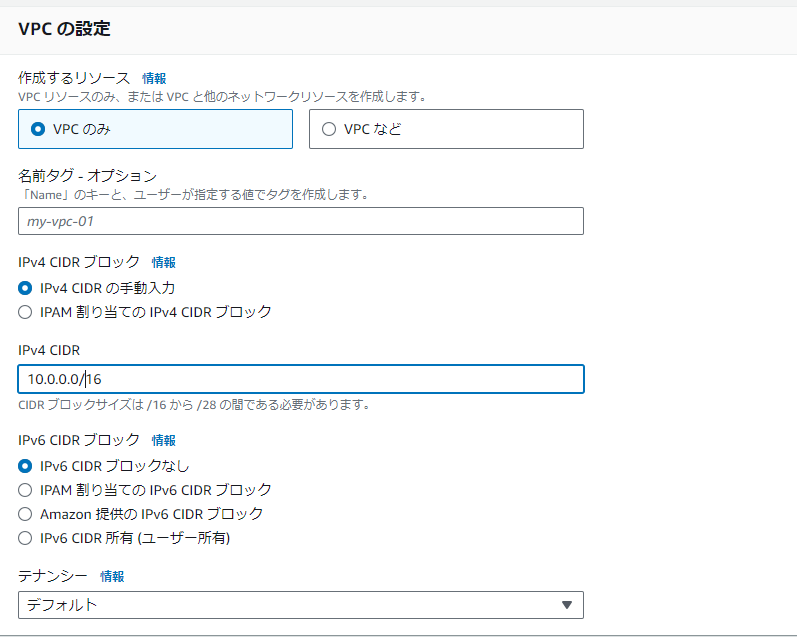 VPC の設定
作成するリソース 情報
VPC リソースのみ、または VPC と他のネットワークリソースを作成します。
VPC のみ
VPC など
名前タグ - オプション
「Name」のキーと、ユーザーが指定する値でタグを作成します。
my-vpc-01
IPv4 CIDR ブロック 情報
IPv4 CIDR の手動入力
IPAM 割り当ての IPv4 CIDR ブロック
IPv4 CIDR
10.0.0.0/16
CIDR ブロックサイズは /16 から /28 の間である必要があります。
IPv6 CIDR ブロック 情報
IPv6 CIDR ブロックなし
IPAM 割り当ての IPv6 CIDR ブロック
Amazon 提供の IPv6 CIDR ブロック
IPv6 CIDR 所有 (ユーザー所有)
テナンシー 情報
デフォルト